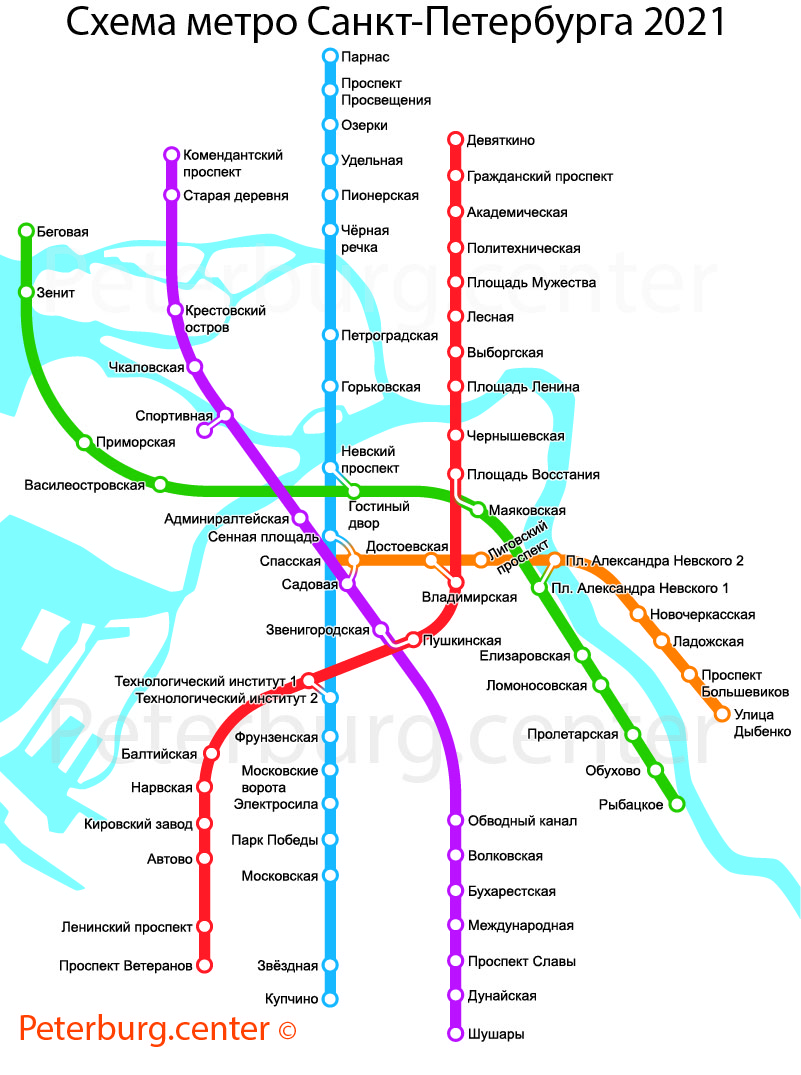 Схема метро Санкт-Петербурга 2021
Парнас
Проспект
Просвещения
Озерки
Удельная
Пионерская
Чёрная
речка
Петроградская
Горьковская
Невский
проспект
Комендантский
проспект
Старая деревня
Крестовский
остров
Чкаловская
Спортивная
Адмиралтейская
Сенная площадь
Спасская
Садовая
Звенигородская
Беговая
Зенит
Приморская
Василеостровская
Гостиный
двор
Девяткино
Гражданский проспект
Академическая
Политехническая
Площадь Мужества
Лесная
Выборгская
Площадь Ленина
Чернышевская
Площадь Восстания
Маяковская
Достоевская
Лиговский
проспект
Владимирская
Пушкинская
Пл. Александра Невского 2
Пл. Александра Невского 1
Новочеркасская
Ладожская
Проспект
Большевиков
Улица
Дыбенко
Елизаровская
Ломоносовская
Пролетарская
Обухово
Рыбацкое
Технологический институт 1
Технологический институт 2
Балтийская
Нарвская
Кировский завод
Автово
Ленинский проспект
Проспект Ветеранов
Фрунзенская
Московские
ворота
Электросила
Парк Победы
Московская
Звёздная
Купчино
Обводный канал
Волковская
Бухарестская
Международная
Проспект Славы
Дунайская
Шушары
Peterburg.center
Peterburg.center
Peterburg.center ©